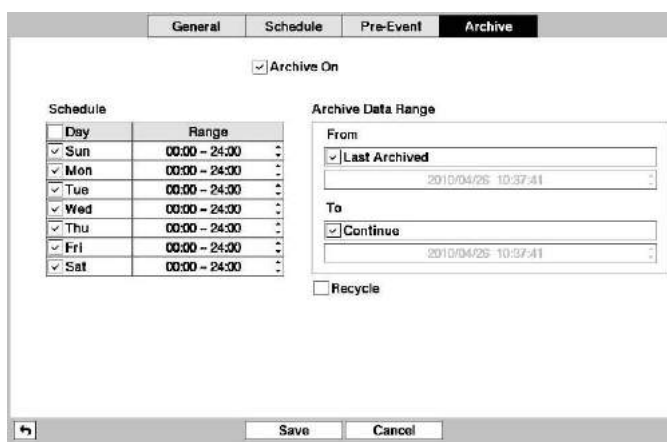 General Schedule Pre-Event Archive
Archive On
Schedule
Day Range
Sun 00:00 ~ 24:00
Mon 00:00 ~ 24:00
Tue 00:00 ~ 24:00
Wed 00:00 ~ 24:00
Thu 00:00 ~ 24:00
Fri 00:00 ~ 24:00
Sat 00:00 ~ 24:00
Archive Data Range
From
Last Archived
2010/04/26 10:37:41
To
Continue
2010/04/26 10:37:41
Recycle
Save Cancel